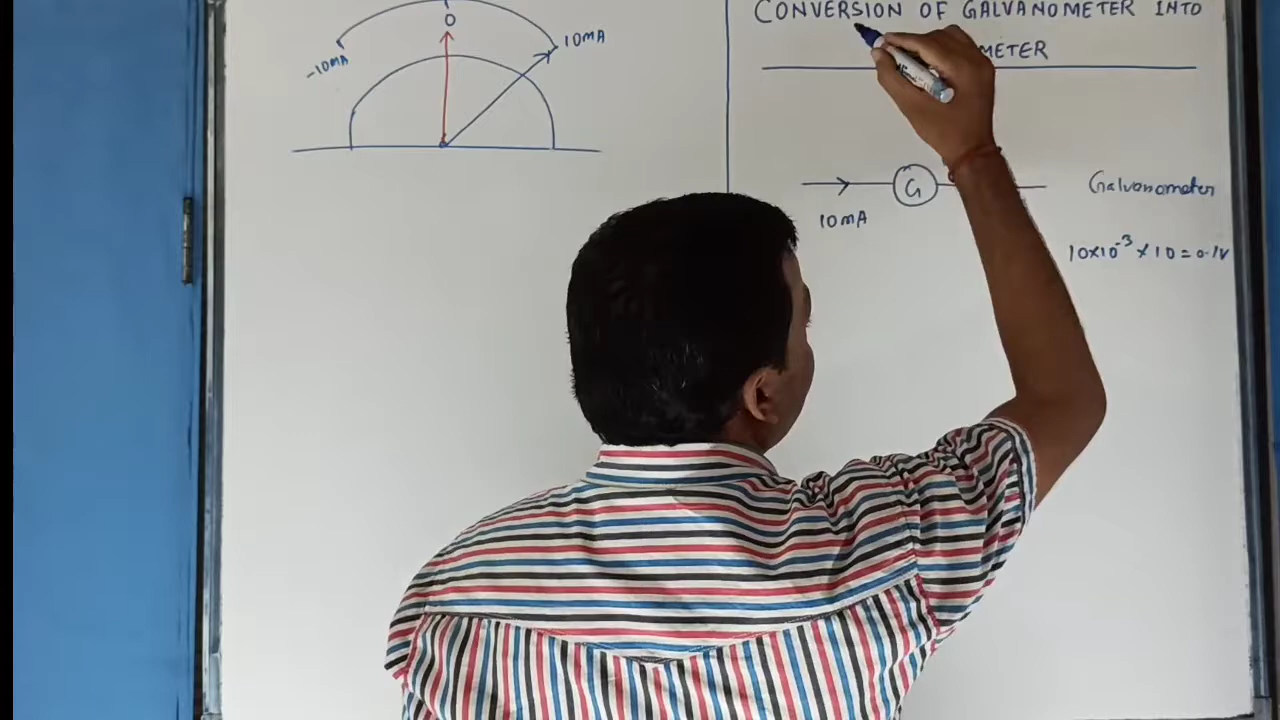 0
10MA
-10MA
CONVERSION OF GALVANOMETER INTO
METER
G
10MA
Galvanometer
10×10⁻³ × 10 = 0.1V